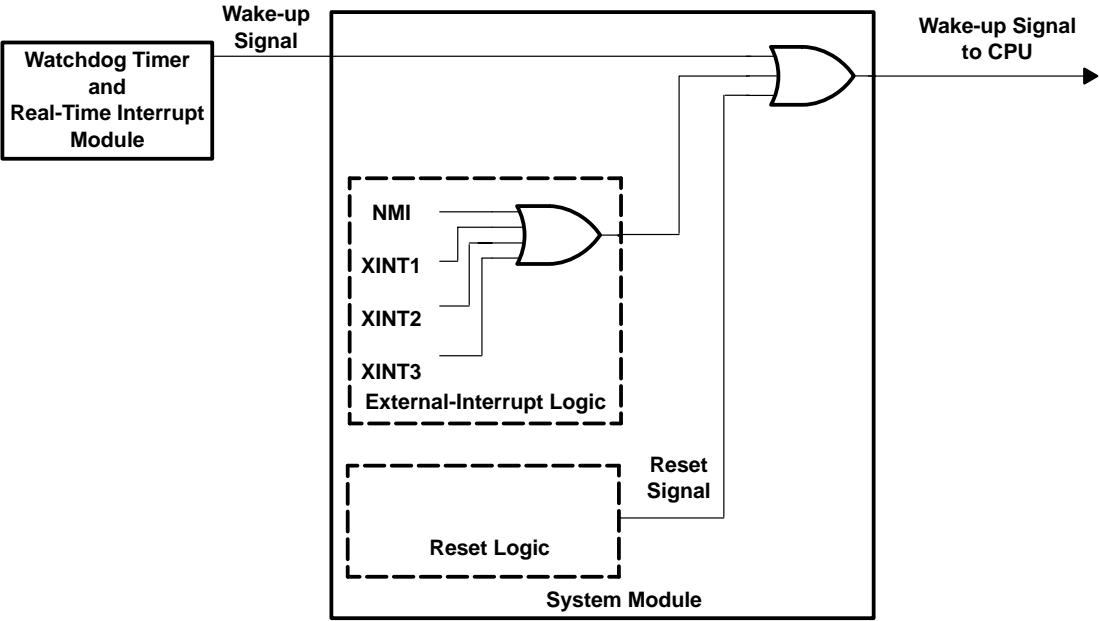 Wake-up
Signal
Watchdog Timer
and
Real-Time Interrupt
Module
Wake-up Signal
to CPU
NMI
XINT1
XINT2
XINT3
External-Interrupt Logic
Reset
Signal
Reset Logic
System Module